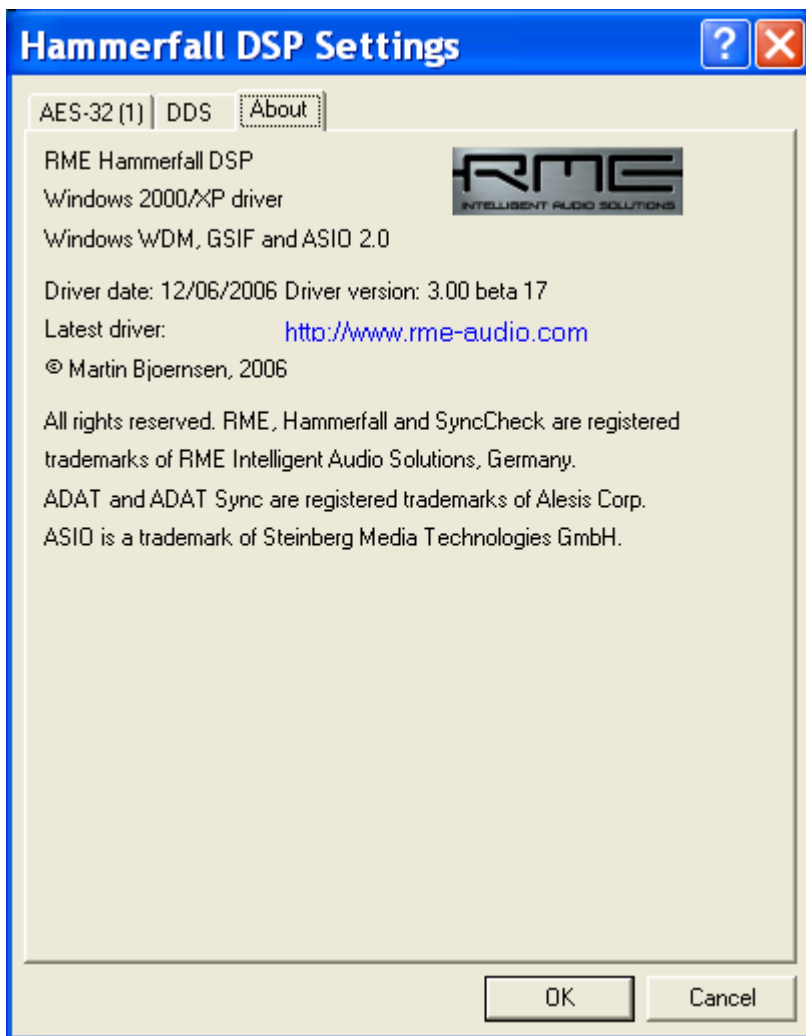 Hammerfall DSP Settings
AES-32 (1) DDS About
RME Hammerfall DSP
RME
INTELLIGENT AUDIO SOLUTIONS
Windows 2000/XP driver
Windows WDM, GSIF and ASIO 2.0
Driver date: 12/06/2006 Driver version: 3.00 beta 17
Latest driver: http://www.rme-audio.com
© Martin Bjoernsen, 2006
All rights reserved. RME, Hammerfall and SyncCheck are registered
trademarks of RME Intelligent Audio Solutions, Germany.
ADAT and ADAT Sync are registered trademarks of Alesis Corp.
ASIO is a trademark of Steinberg Media Technologies GmbH.
OK Cancel